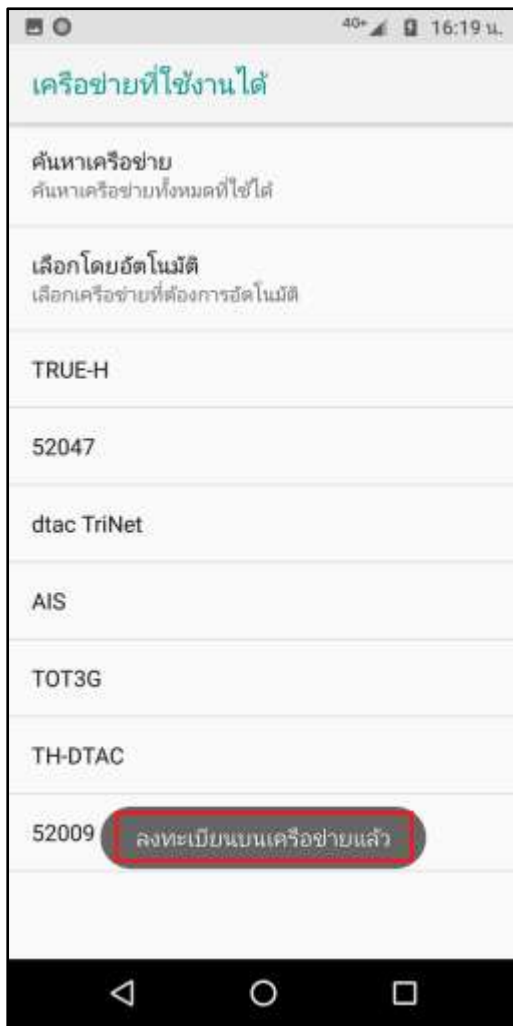 4G+ 16:19 น.
เครือข่ายที่ใช้งานได้
ค้นหาเครือข่าย
ค้นหาเครือข่ายทั้งหมดที่ใช้ได้
เลือกโดยอัตโนมัติ
เลือกเครือข่ายที่ต้องการอัตโนมัติ
TRUE-H
52047
dtac TriNet
AIS
TOT3G
TH-DTAC
52009
ลงทะเบียนบนเครือข่ายแล้ว